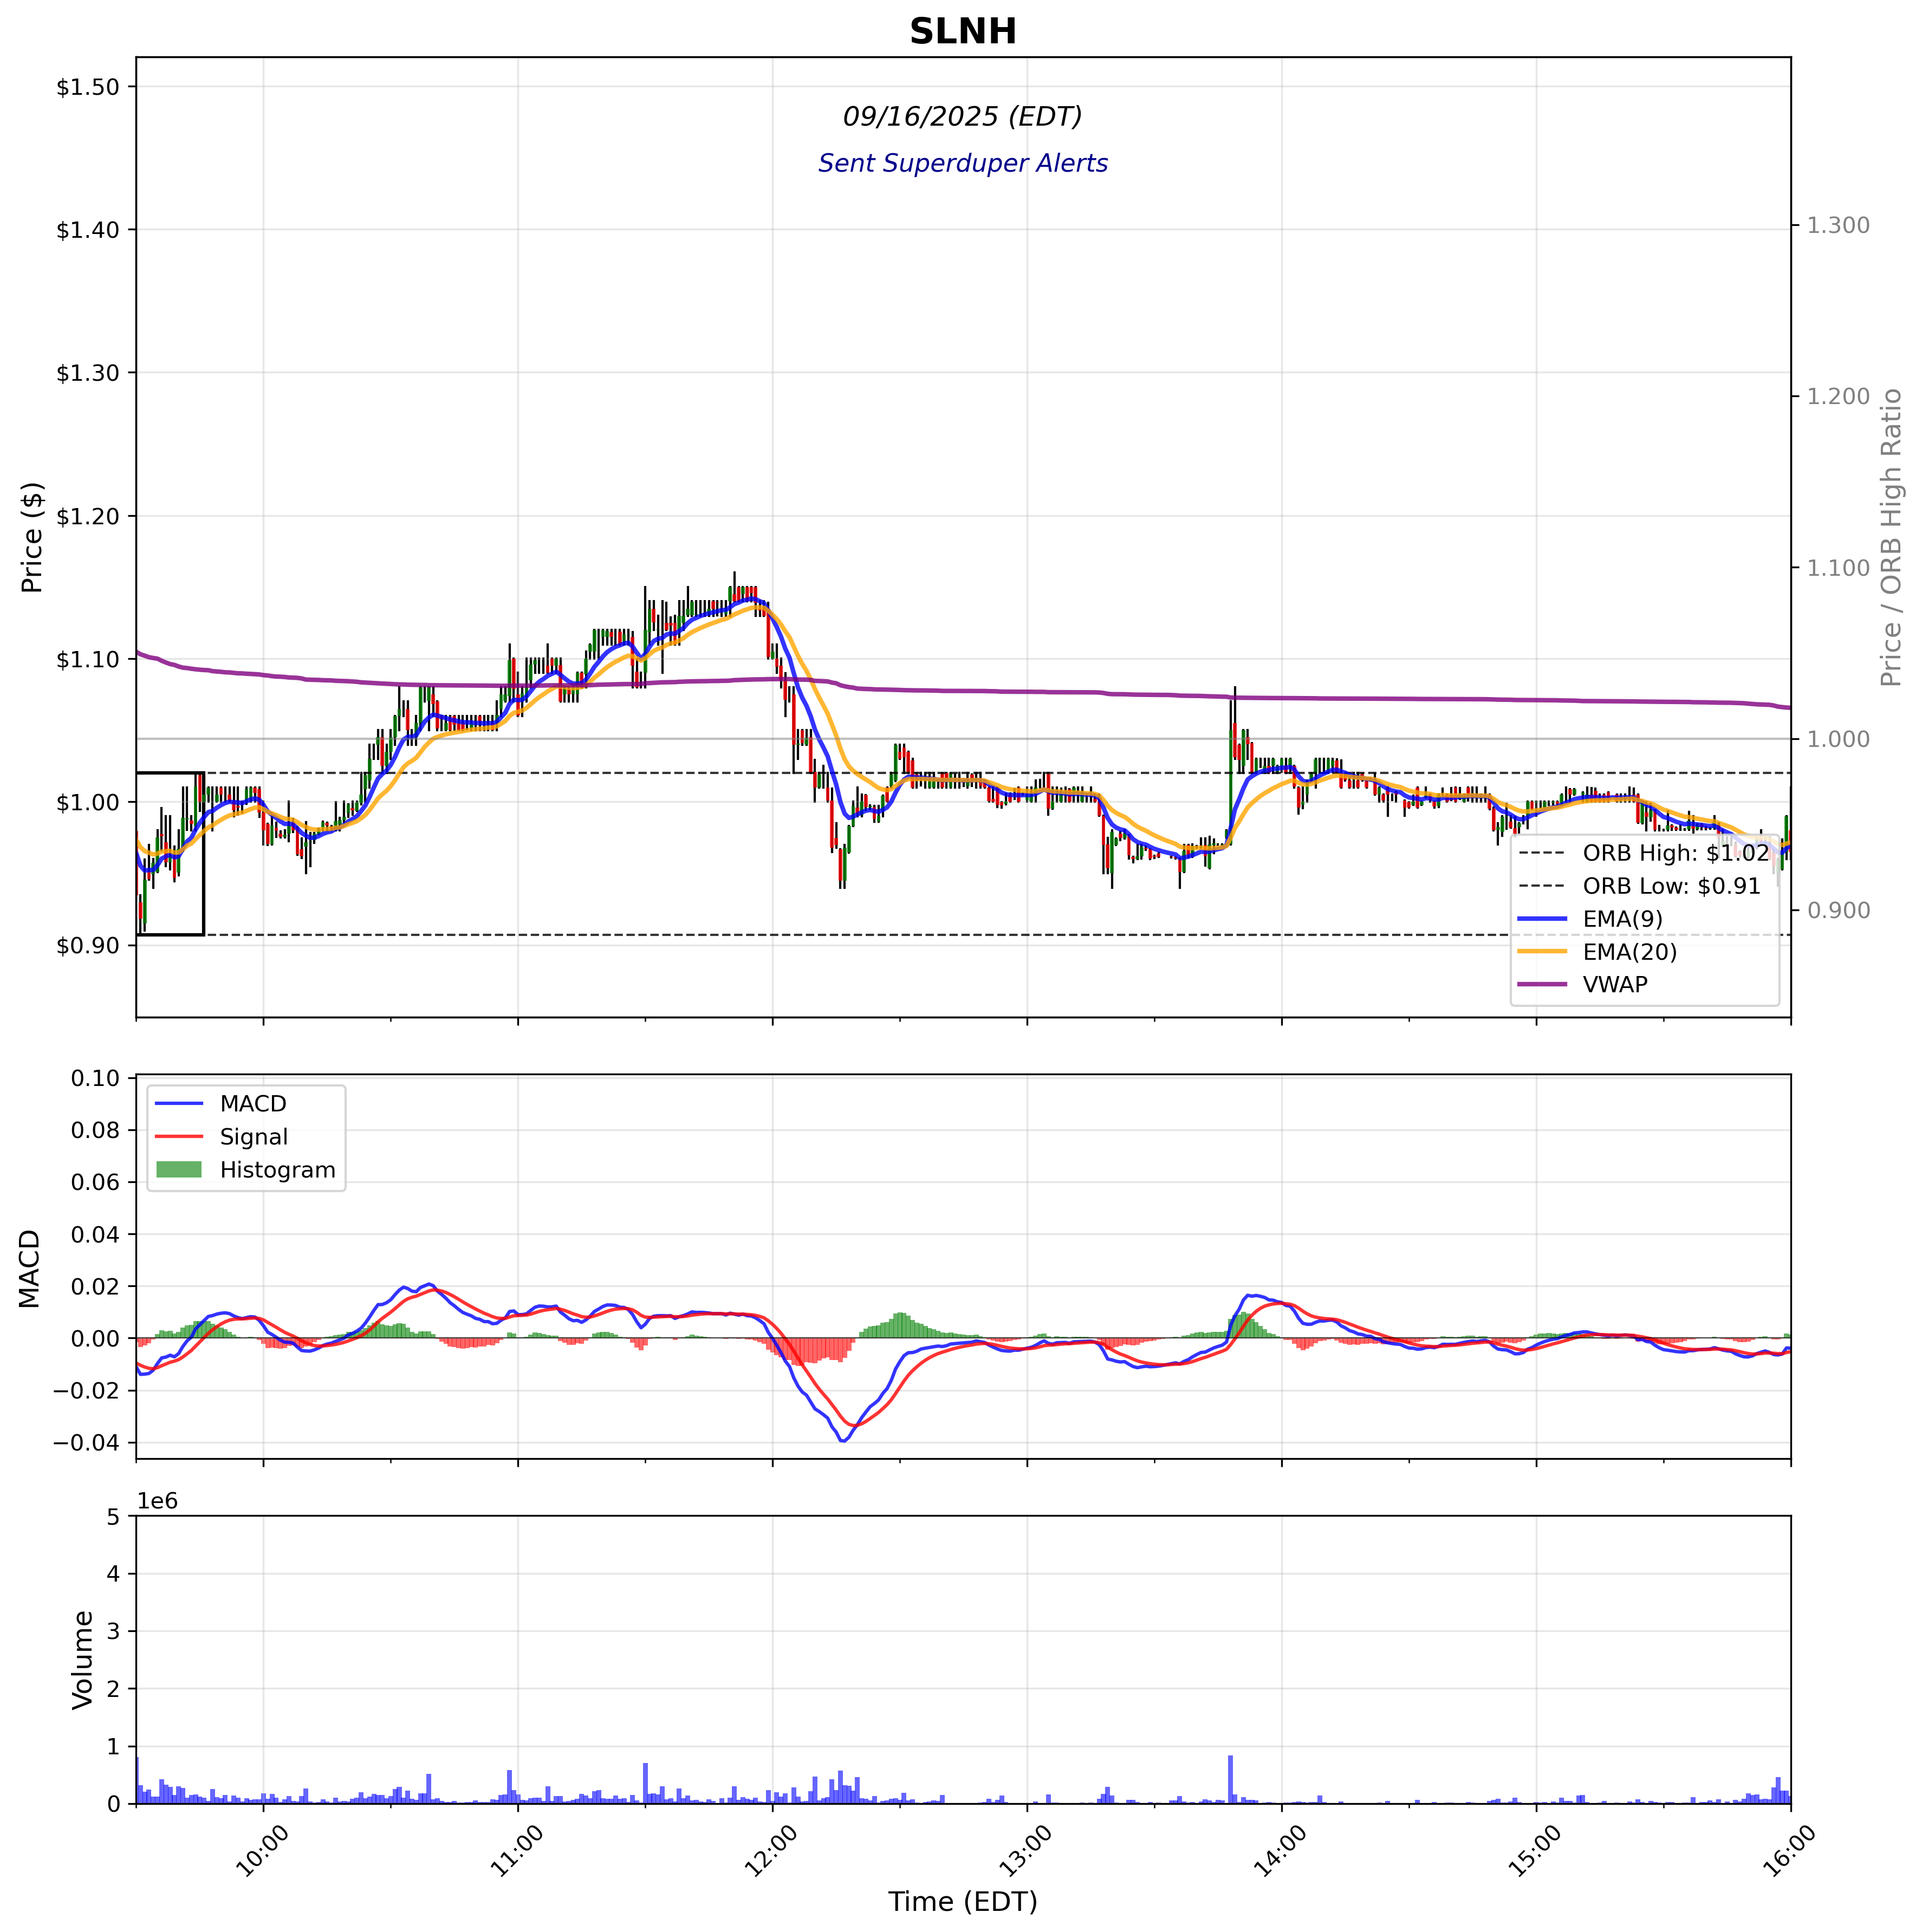 SLNH
09/16/2025 (EDT)
Sent Superduper Alerts
Price ($)
$1.50
$1.40
$1.30
$1.20
$1.10
$1.00
$0.90
1.300
1.200
1.100
1.000
0.900
Price / ORB High Ratio
ORB High: $1.02
ORB Low: $0.91
EMA(9)
EMA(20)
VWAP
MACD
0.10
0.08
0.06
0.04
0.02
0.00
−0.02
−0.04
MACD
Signal
Histogram
1e6
Volume
5
4
3
2
1
0
10:00
11:00
12:00
13:00
14:00
15:00
16:00
Time (EDT)